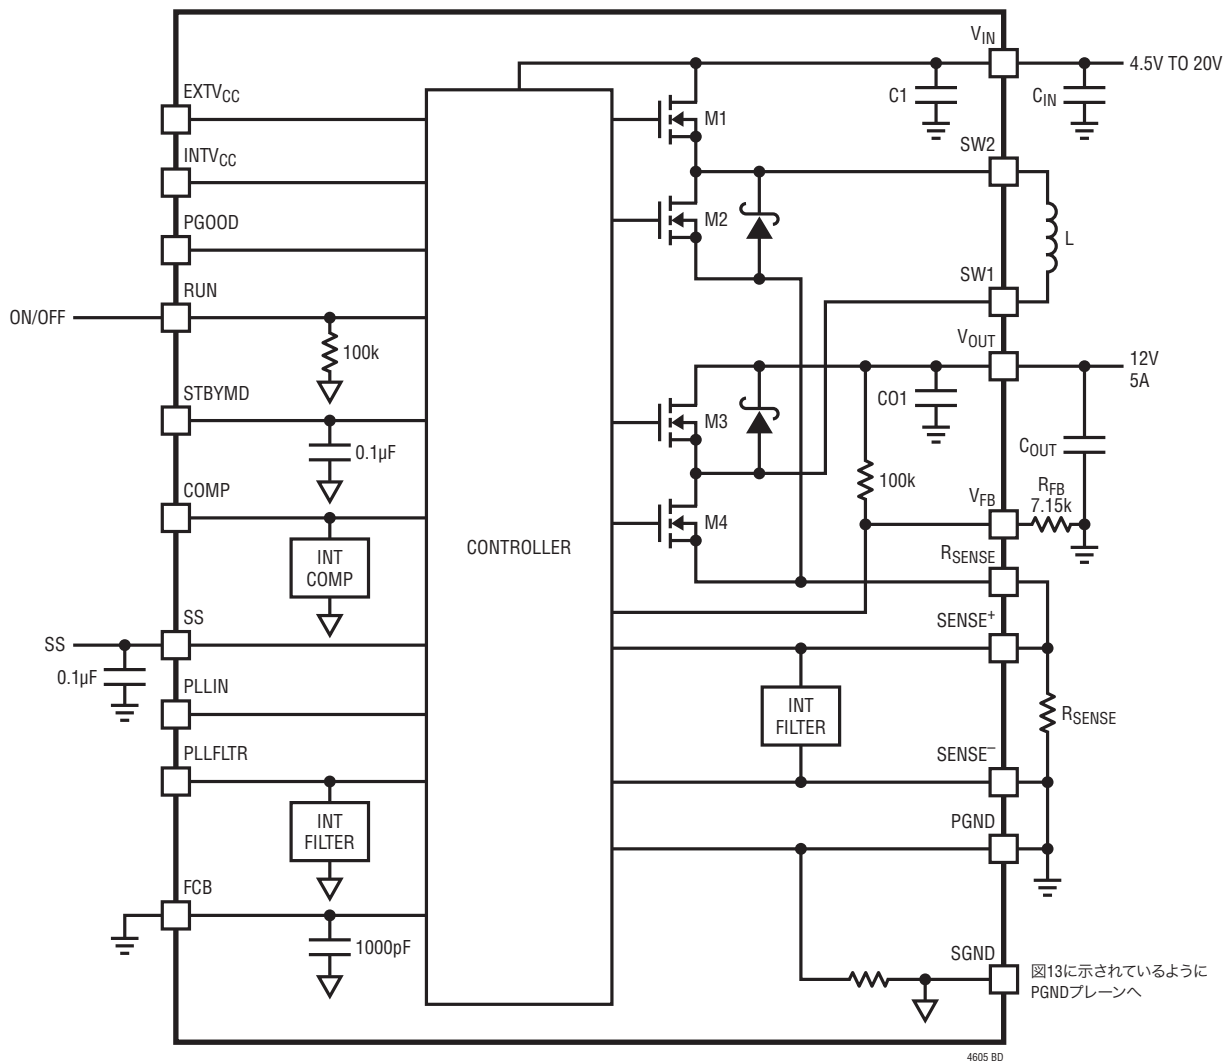 V_IN
4.5V TO 20V
EXTV_CC
C1
C_IN
M1
INTV_CC
SW2
PGOOD
M2
L
RUN
SW1
ON/OFF
100k
V_OUT
12V
5A
STBYMD
CO1
M3
0.1µF
C_OUT
COMP
100k
R_FB
7.15k
V_FB
M4
CONTROLLER
INT
COMP
R_SENSE
SS
SENSE⁺
SS
0.1µF
PLLIN
INT
FILTER
R_SENSE
PLLFLTR
SENSE⁻
INT
FILTER
PGND
FCB
1000pF
SGND
図13に示されているように
PGNDプレーンへ
4605 BD